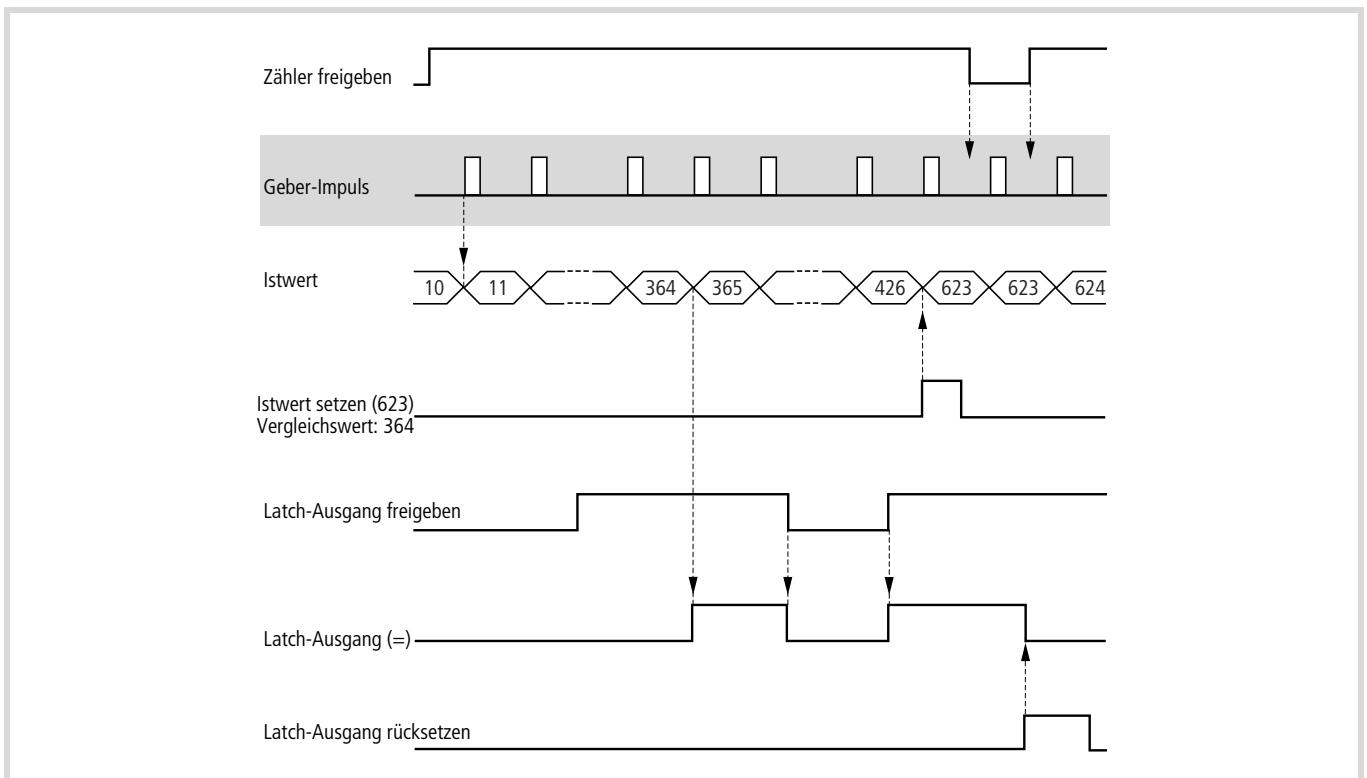 Zähler freigeben
Geber-Impuls
Istwert
10 11 364 365 426 623 623 624
Istwert setzen (623)
Vergleichswert: 364
Latch-Ausgang freigeben
Latch-Ausgang (=)
Latch-Ausgang rücksetzen